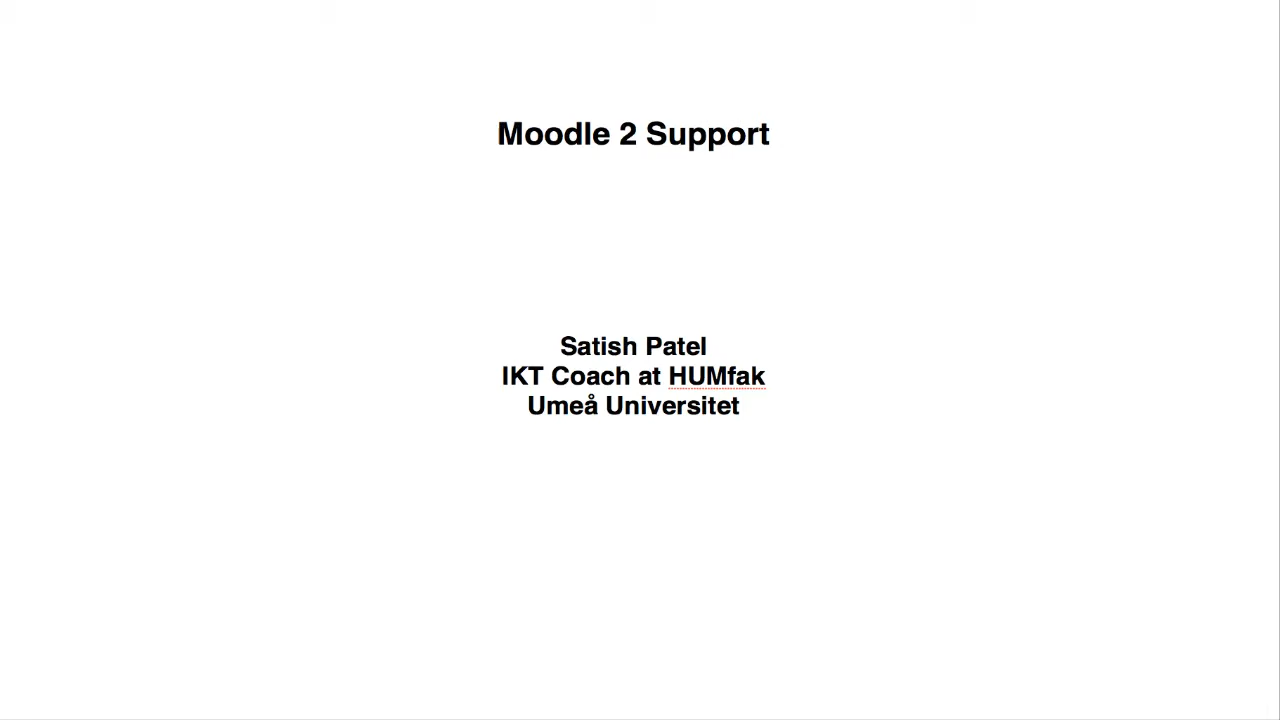 Moodle 2 Support
Satish Patel
IKT Coach at HUMfak
Umeå Universitet